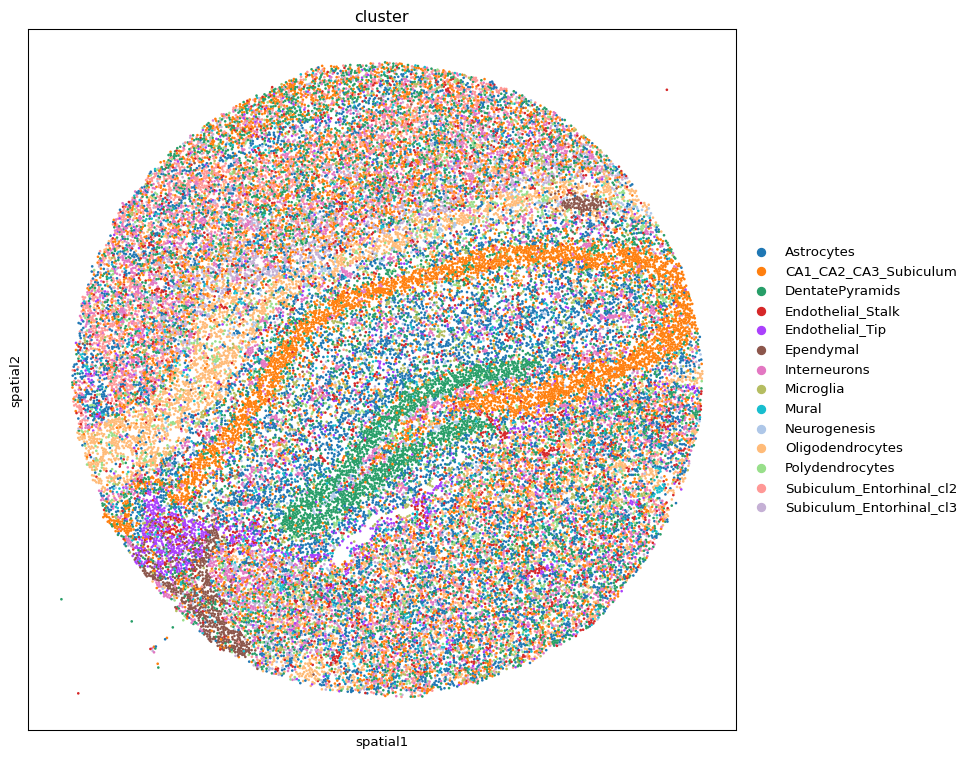 cluster
spatial2
Astrocytes
CA1_CA2_CA3_Subiculum
DentatePyramids
Endothelial_Stalk
Endothelial_Tip
Ependymal
Interneurons
Microglia
Mural
Neurogenesis
Oligodendrocytes
Polydendrocytes
Subiculum_Entorhinal_cl2
Subiculum_Entorhinal_cl3
spatial1